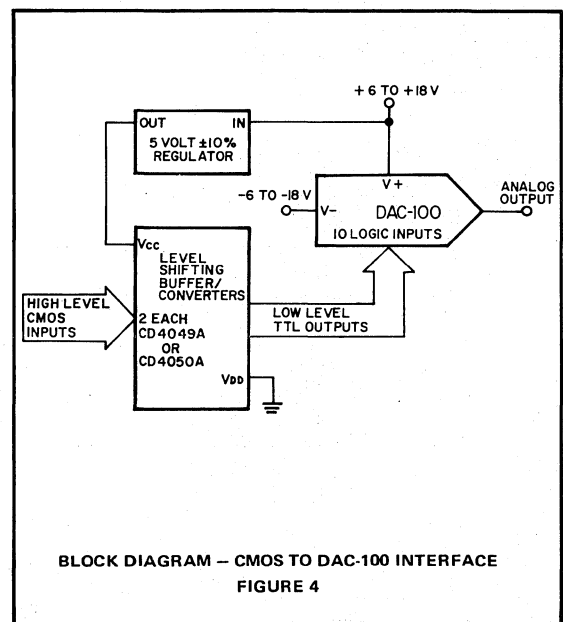 +6 TO +18V
OUT IN
5 VOLT ±10%
REGULATOR
V+
-6 TO -18V
V-
DAC-100
10 LOGIC INPUTS
ANALOG
OUTPUT
VCC
LEVEL
SHIFTING
BUFFER/
CONVERTERS
HIGH LEVEL
CMOS
INPUTS
2 EACH
CD4049A
OR
CD4050A
VDD
LOW LEVEL
TTL OUTPUTS
BLOCK DIAGRAM – CMOS TO DAC-100 INTERFACE
FIGURE 4